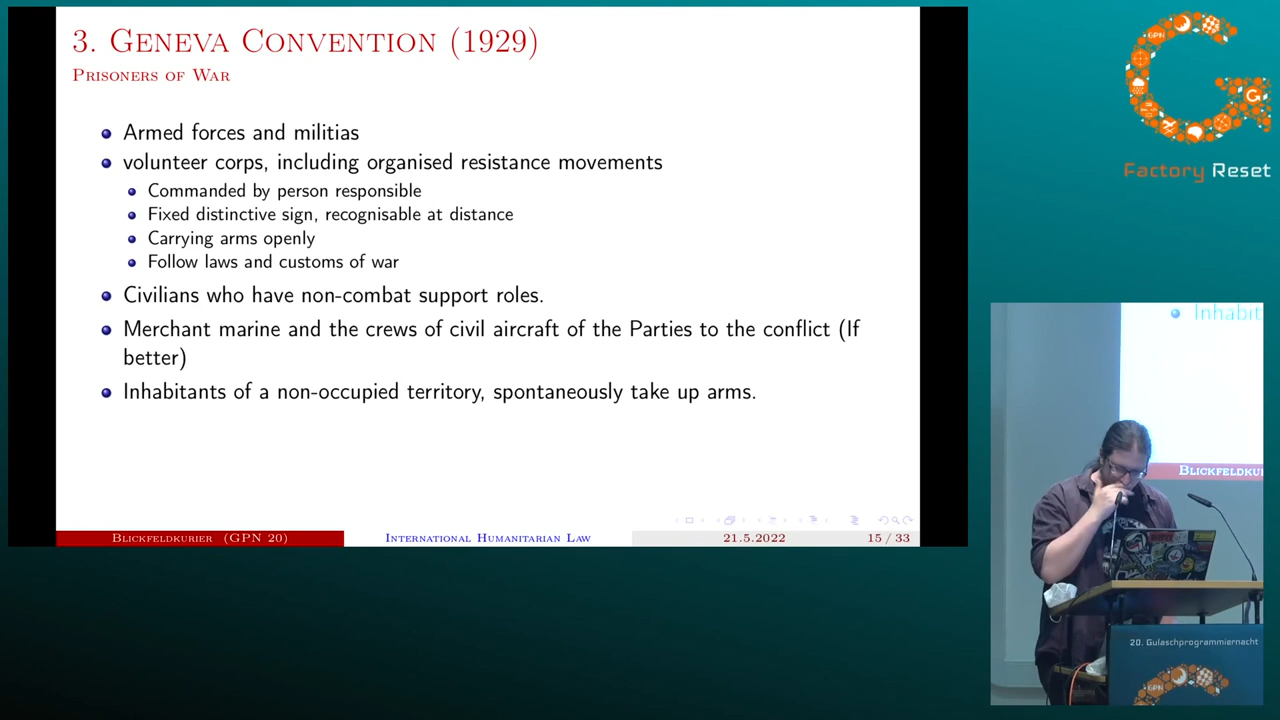 3. Geneva Convention (1929)
Prisoners of War
Armed forces and militias
volunteer corps, including organised resistance movements
Commanded by person responsible
Fixed distinctive sign, recognisable at distance
Carrying arms openly
Follow laws and customs of war
Civilians who have non-combat support roles.
Merchant marine and the crews of civil aircraft of the Parties to the conflict (If
better)
Inhabitants of a non-occupied territory, spontaneously take up arms.
Blickfeldkurier (GPN 20)
International Humanitarian Law
21.5.2022
15 / 33
GPN
G
Factory Reset
Inhabit
Blickfeldku
20. Gulaschprogrammiernacht
GPN